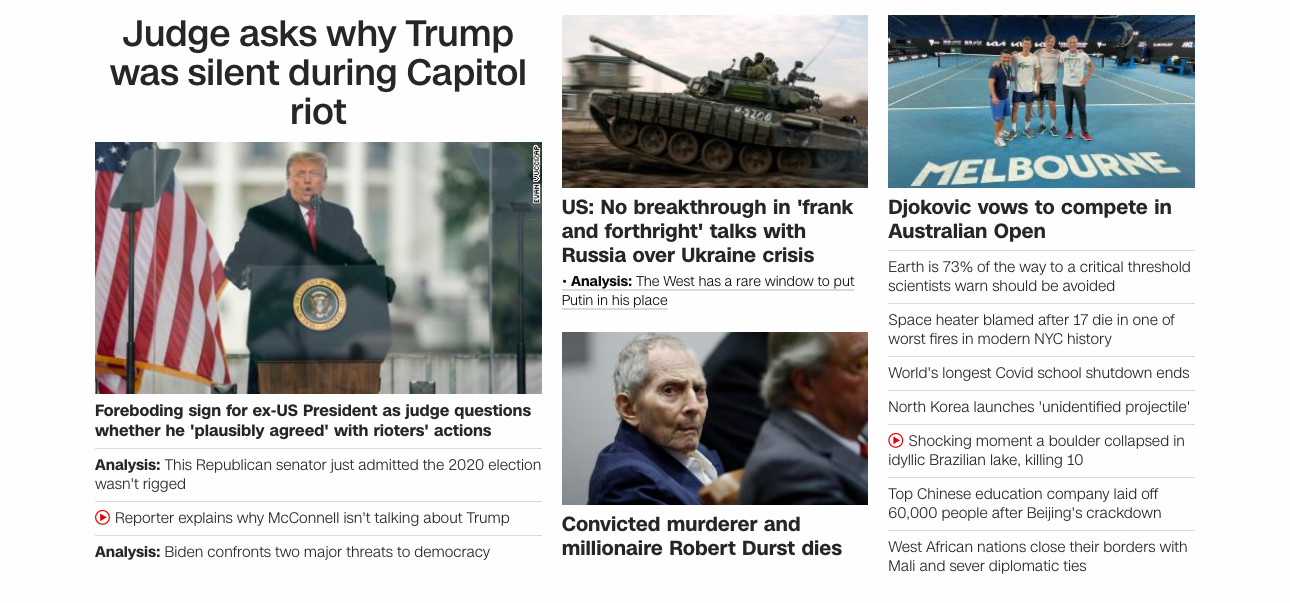 Judge asks why Trump
was silent during Capitol
riot
EVAN VUCCI/AP
Foreboding sign for ex-US President as judge questions
whether he 'plausibly agreed' with rioters' actions
Analysis: This Republican senator just admitted the 2020 election
wasn't rigged
Reporter explains why McConnell isn't talking about Trump
Analysis: Biden confronts two major threats to democracy
US: No breakthrough in 'frank
and forthright' talks with
Russia over Ukraine crisis
• Analysis: The West has a rare window to put
Putin in his place
Convicted murderer and
millionaire Robert Durst dies
MELBOURNE
Djokovic vows to compete in
Australian Open
Earth is 73% of the way to a critical threshold
scientists warn should be avoided
Space heater blamed after 17 die in one of
worst fires in modern NYC history
World's longest Covid school shutdown ends
North Korea launches 'unidentified projectile'
Shocking moment a boulder collapsed in
idyllic Brazilian lake, killing 10
Top Chinese education company laid off
60,000 people after Beijing's crackdown
West African nations close their borders with
Mali and sever diplomatic ties